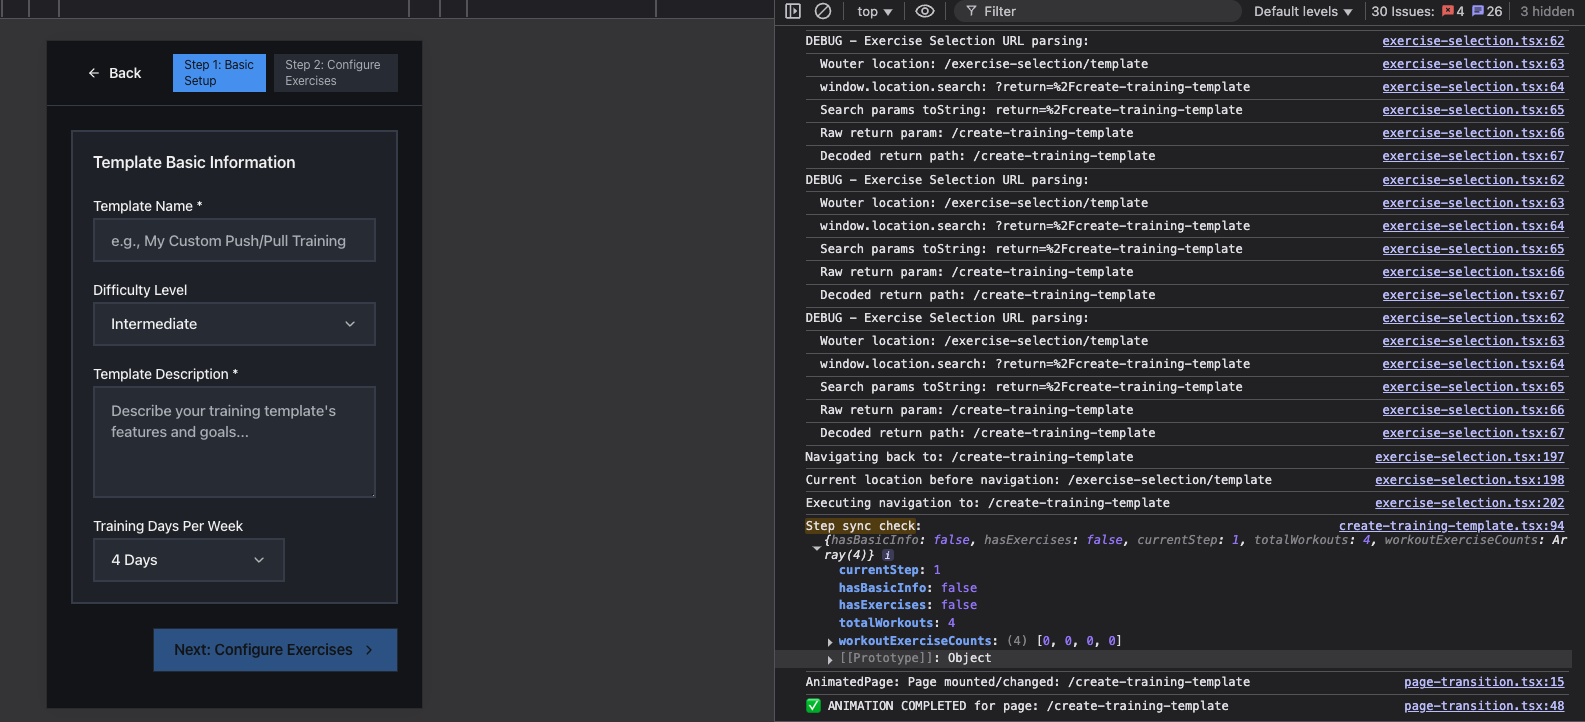 Back
Step 1: Basic
Setup
Step 2: Configure
Exercises
Template Basic Information
Template Name *
e.g., My Custom Push/Pull Training
Difficulty Level
Intermediate
Template Description *
Describe your training template's
features and goals...
Training Days Per Week
4 Days
Next: Configure Exercises
top Filter Default levels 30 Issues: 4 26 3 hidden
DEBUG – Exercise Selection URL parsing: exercise-selection.tsx:62
Wouter location: /exercise-selection/template exercise-selection.tsx:63
window.location.search: ?return=%2Fcreate-training-template exercise-selection.tsx:64
Search params toString: return=%2Fcreate-training-template exercise-selection.tsx:65
Raw return param: /create-training-template exercise-selection.tsx:66
Decoded return path: /create-training-template exercise-selection.tsx:67
DEBUG – Exercise Selection URL parsing: exercise-selection.tsx:62
Wouter location: /exercise-selection/template exercise-selection.tsx:63
window.location.search: ?return=%2Fcreate-training-template exercise-selection.tsx:64
Search params toString: return=%2Fcreate-training-template exercise-selection.tsx:65
Raw return param: /create-training-template exercise-selection.tsx:66
Decoded return path: /create-training-template exercise-selection.tsx:67
DEBUG – Exercise Selection URL parsing: exercise-selection.tsx:62
Wouter location: /exercise-selection/template exercise-selection.tsx:63
window.location.search: ?return=%2Fcreate-training-template exercise-selection.tsx:64
Search params toString: return=%2Fcreate-training-template exercise-selection.tsx:65
Raw return param: /create-training-template exercise-selection.tsx:66
Decoded return path: /create-training-template exercise-selection.tsx:67
Navigating back to: /create-training-template exercise-selection.tsx:197
Current location before navigation: /exercise-selection/template exercise-selection.tsx:198
Executing navigation to: /create-training-template exercise-selection.tsx:202
Step sync check: create-training-template.tsx:94
{hasBasicInfo: false, hasExercises: false, currentStep: 1, totalWorkouts: 4, workoutExerciseCounts: Ar
ray(4)} i
currentStep: 1
hasBasicInfo: false
hasExercises: false
totalWorkouts: 4
workoutExerciseCounts: (4) [0, 0, 0, 0]
[[Prototype]]: Object
AnimatedPage: Page mounted/changed: /create-training-template page-transition.tsx:15
✅ ANIMATION COMPLETED for page: /create-training-template page-transition.tsx:48